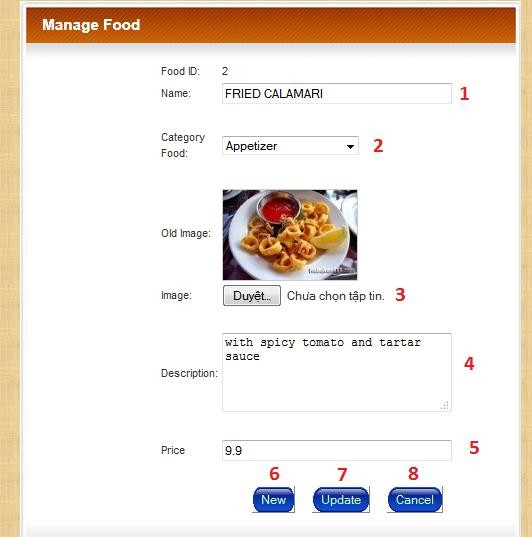 Manage Food
Food ID: 2
Name: FRIED CALAMARI 1
Category Food: Appetizer 2
Old Image:
Image: Duyệt... Chưa chọn tập tin. 3
Description: with spicy tomato and tartar
sauce 4
Price 9.9 5
6 7 8
New Update Cancel